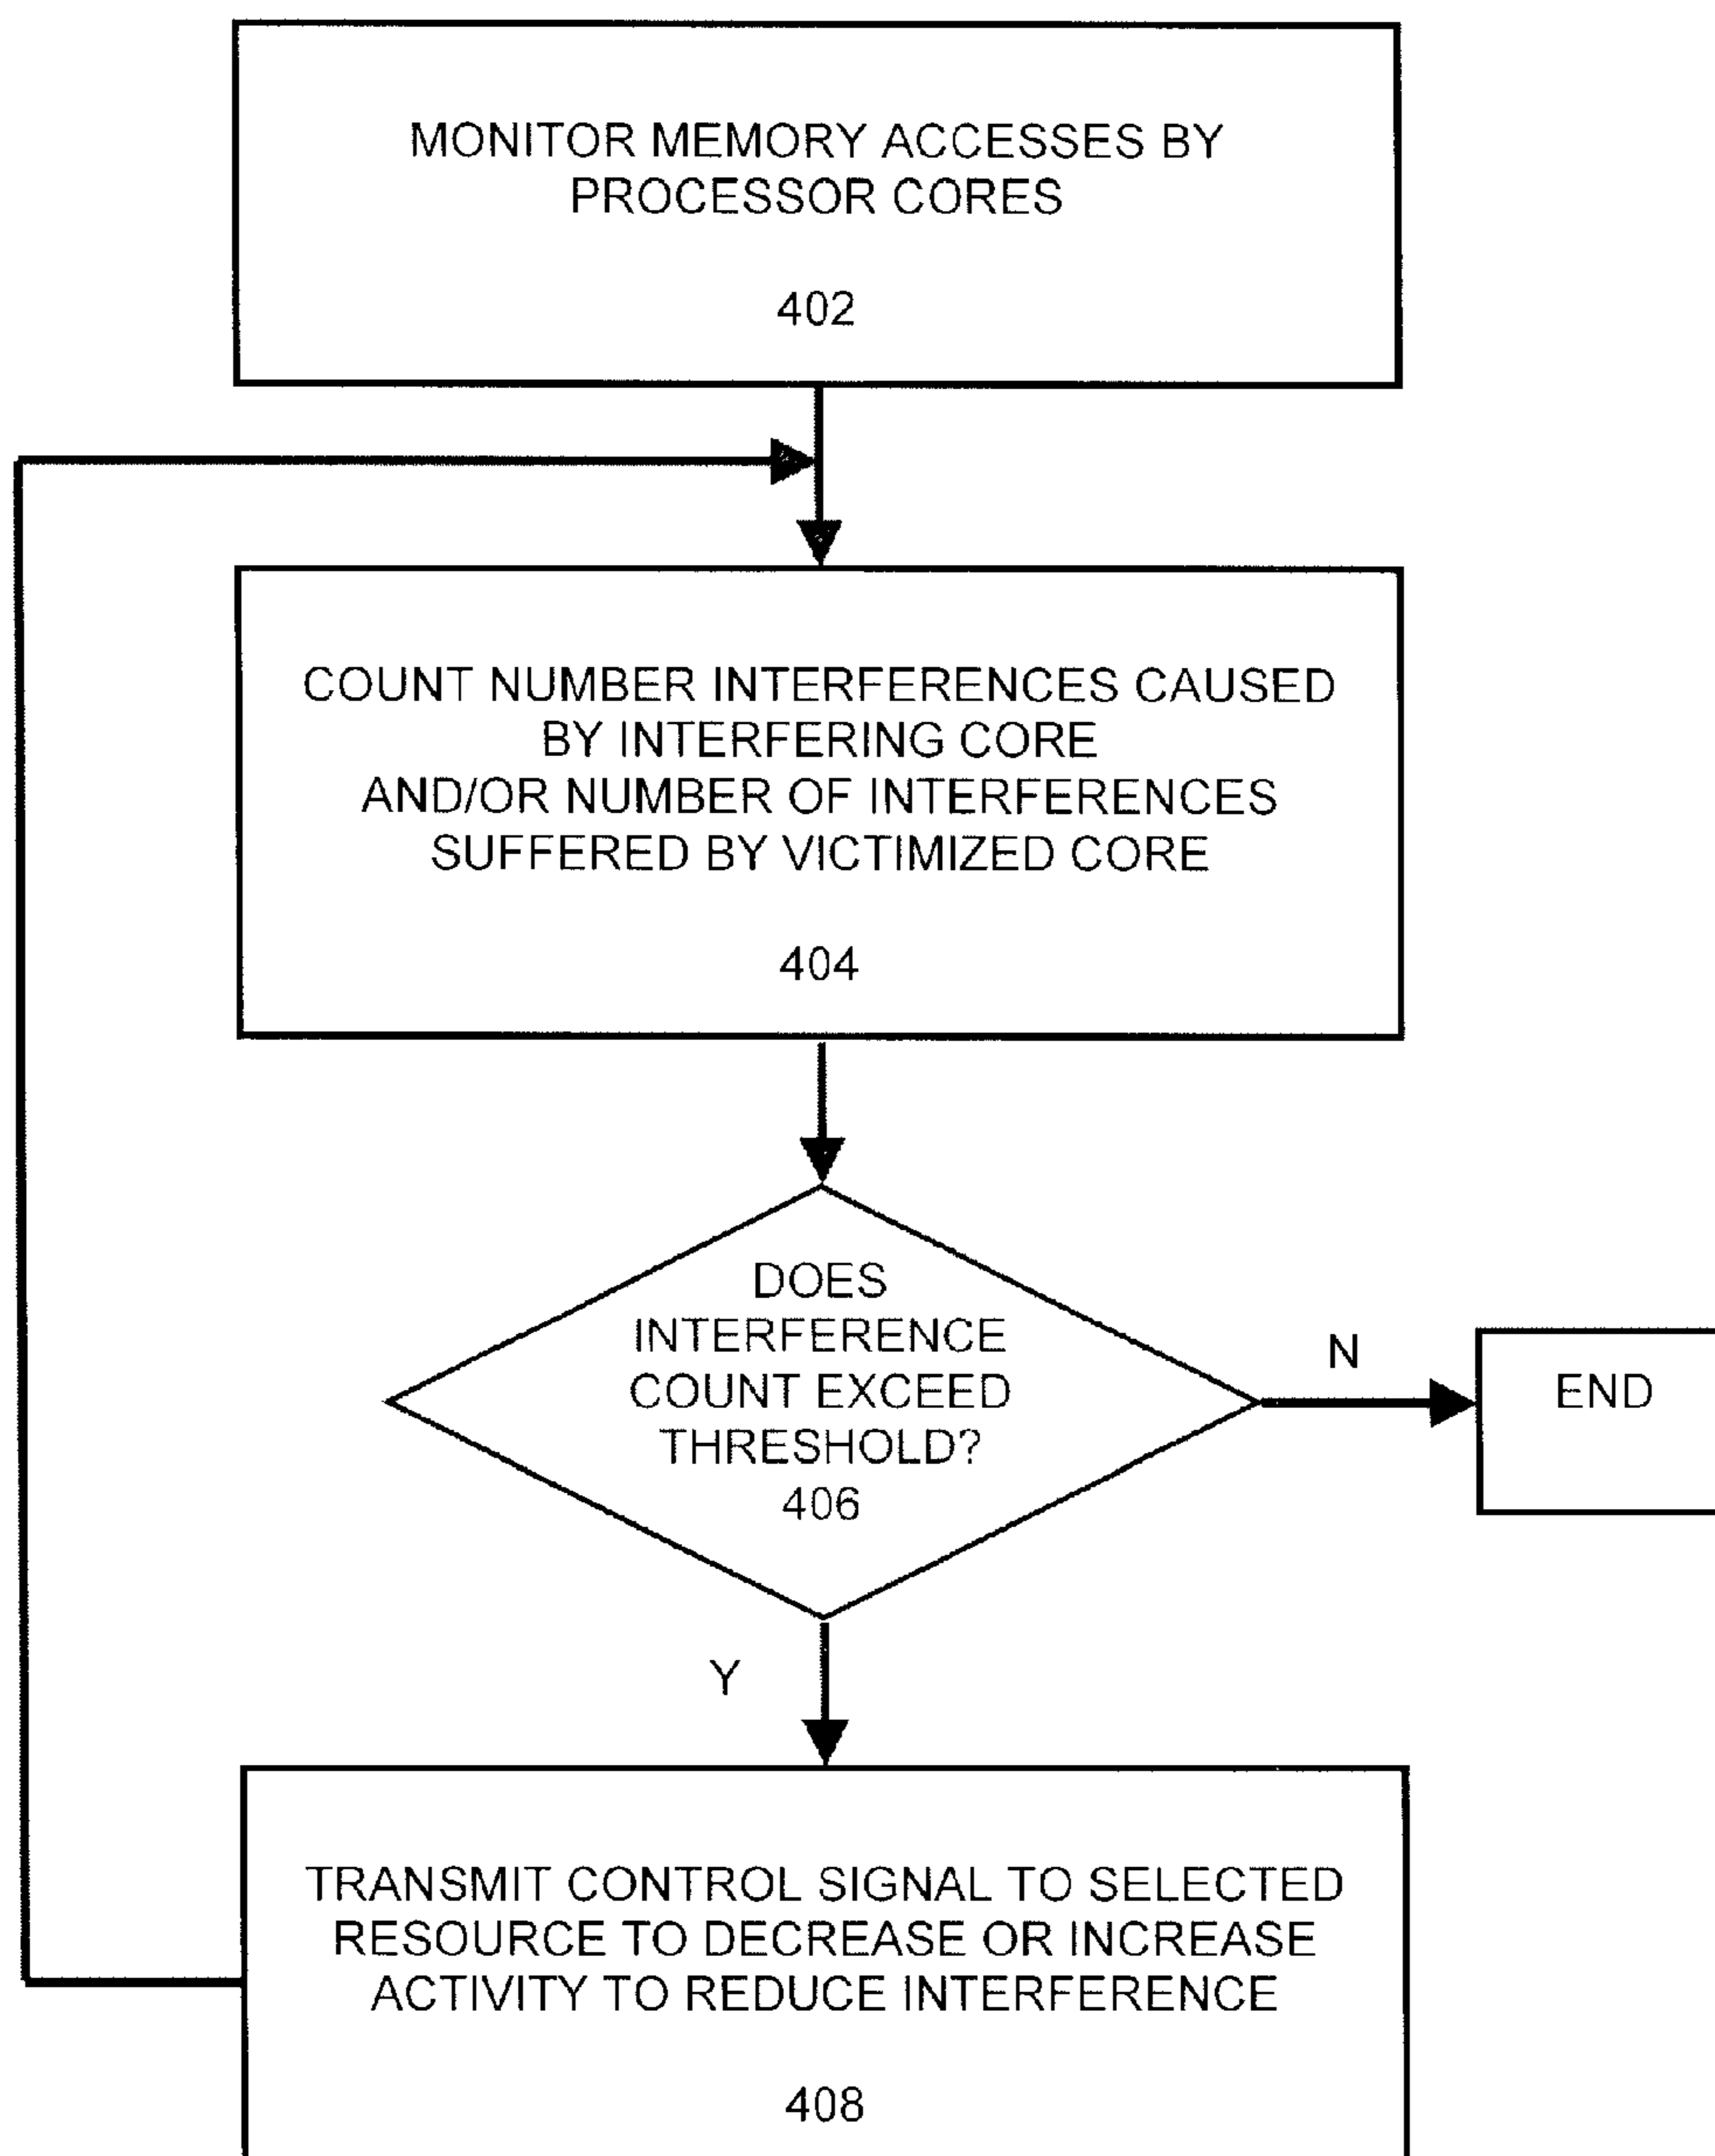 MONITOR MEMORY ACCESSES BY
PROCESSOR CORES
402
COUNT NUMBER INTERFERENCES CAUSED
BY INTERFERING CORE
AND/OR NUMBER OF INTERFERENCES
SUFFERED BY VICTIMIZED CORE
404
DOES
INTERFERENCE
COUNT EXCEED
THRESHOLD?
406
N
END
Y
TRANSMIT CONTROL SIGNAL TO SELECTED
RESOURCE TO DECREASE OR INCREASE
ACTIVITY TO REDUCE INTERFERENCE
408